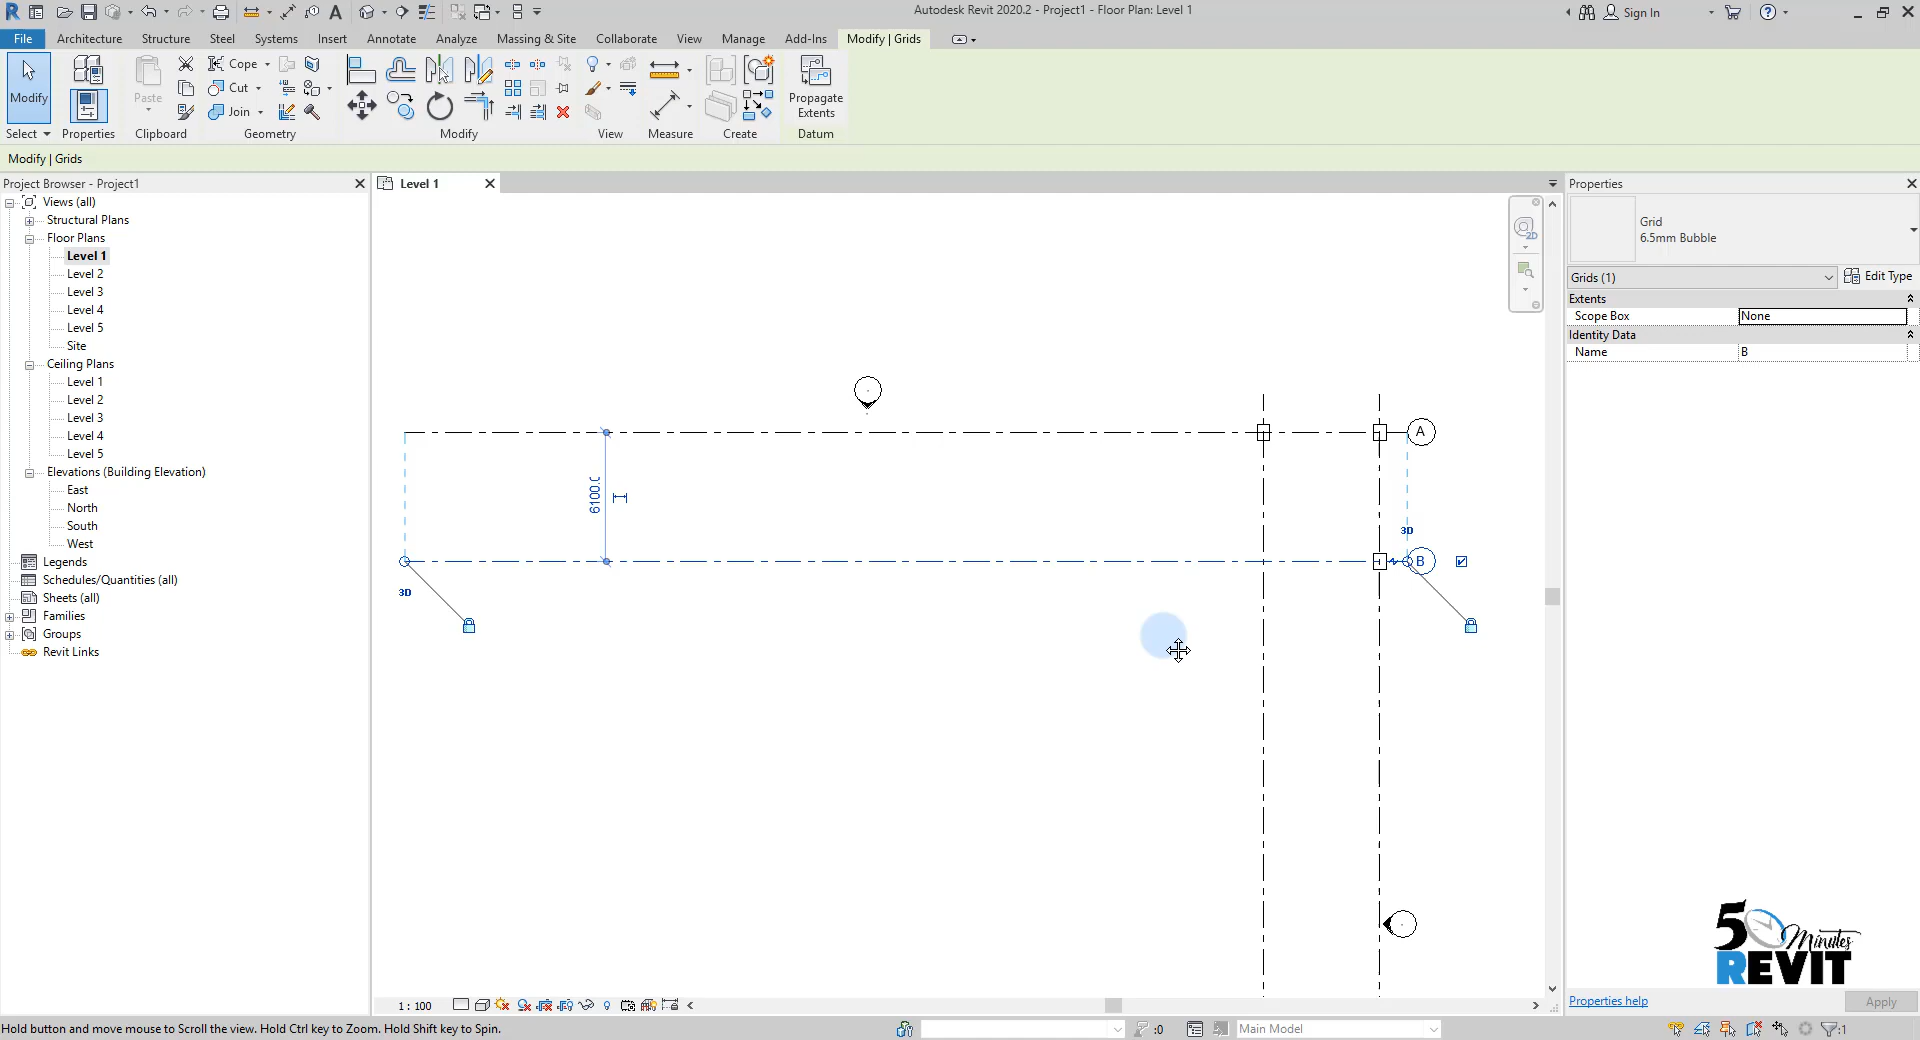 Autodesk Revit 2020.2 - Project1 - Floor Plan: Level 1
Sign In
File Architecture Structure Steel Systems Insert Annotate Analyze Massing & Site Collaborate View Manage Add-Ins Modify | Grids
Modify
Paste
Cope
Cut
Join
Propagate
Extents
Select Properties Clipboard Geometry Modify View Measure Create Datum
Modify | Grids
Project Browser - Project1
Views (all)
Structural Plans
Floor Plans
Level 1
Level 2
Level 3
Level 4
Level 5
Site
Ceiling Plans
Level 1
Level 2
Level 3
Level 4
Level 5
Elevations (Building Elevation)
East
North
South
West
Legends
Schedules/Quantities (all)
Sheets (all)
Families
Groups
Revit Links
Level 1
2D
A
6100.0
3D
B
3D
1 : 100
Properties
Grid
6.5mm Bubble
Grids (1)
Edit Type
Extents
Scope Box None
Identity Data
Name B
5 Minutes
REVIT
Properties help
Apply
Hold button and move mouse to Scroll the view. Hold Ctrl key to Zoom. Hold Shift key to Spin.
:0
Main Model
:1